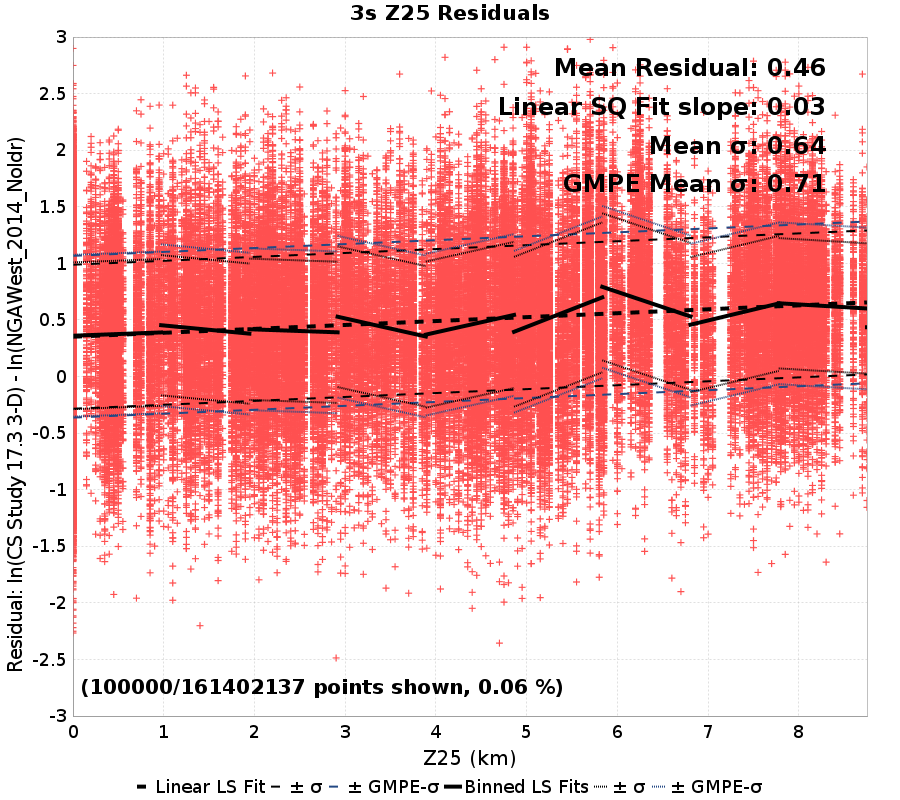 3s Z25 Residuals
Mean Residual: 0.46
Linear SQ Fit slope: 0.03
Mean σ: 0.64
GMPE Mean σ: 0.71
Residual: ln(CS Study 17.3 3-D) - ln(NGAWest_2014_NoIdr)
3
2.5
2
1.5
1
0.5
0
-0.5
-1
-1.5
-2
-2.5
-3
(100000/161402137 points shown, 0.06 %)
0 1 2 3 4 5 6 7 8
Z25 (km)
Linear LS Fit ± σ ± GMPE-σ Binned LS Fits ± σ ± GMPE-σ